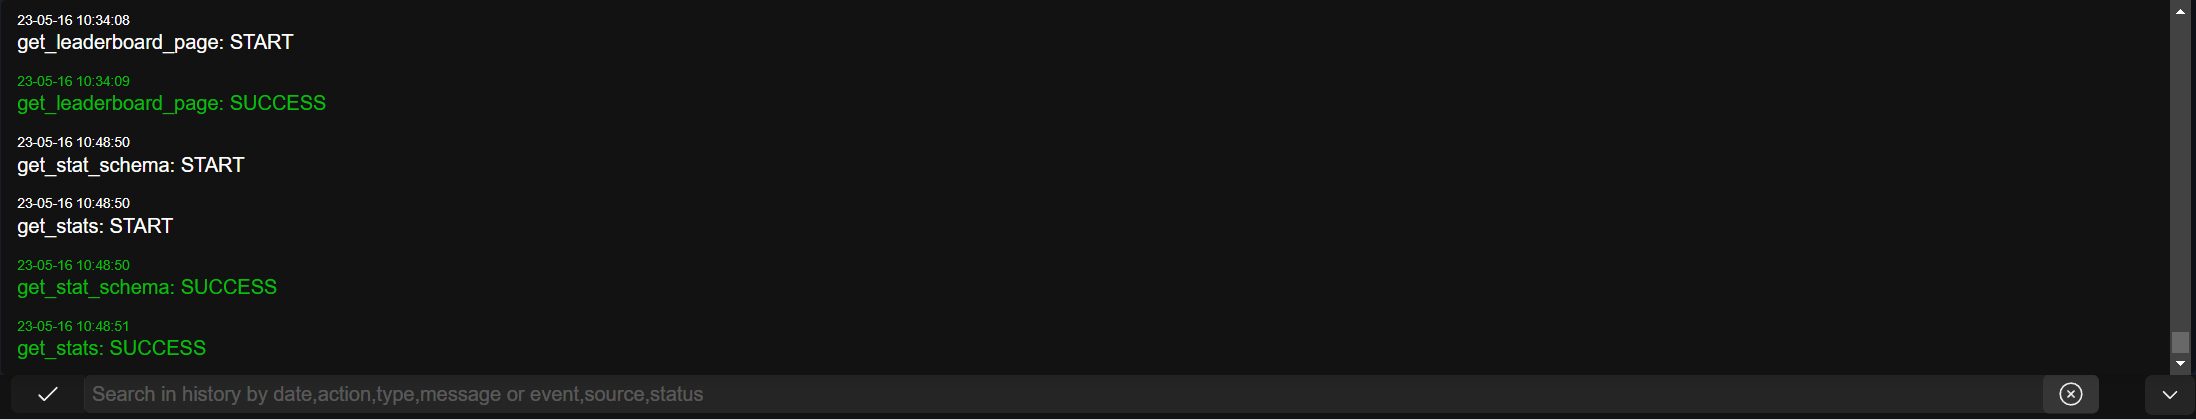 23-05-16 10:34:08
get_leaderboard_page: START
23-05-16 10:34:09
get_leaderboard_page: SUCCESS
23-05-16 10:48:50
get_stat_schema: START
23-05-16 10:48:50
get_stats: START
23-05-16 10:48:50
get_stat_schema: SUCCESS
23-05-16 10:48:51
get_stats: SUCCESS
Search in history by date,action,type,message or event,source,status